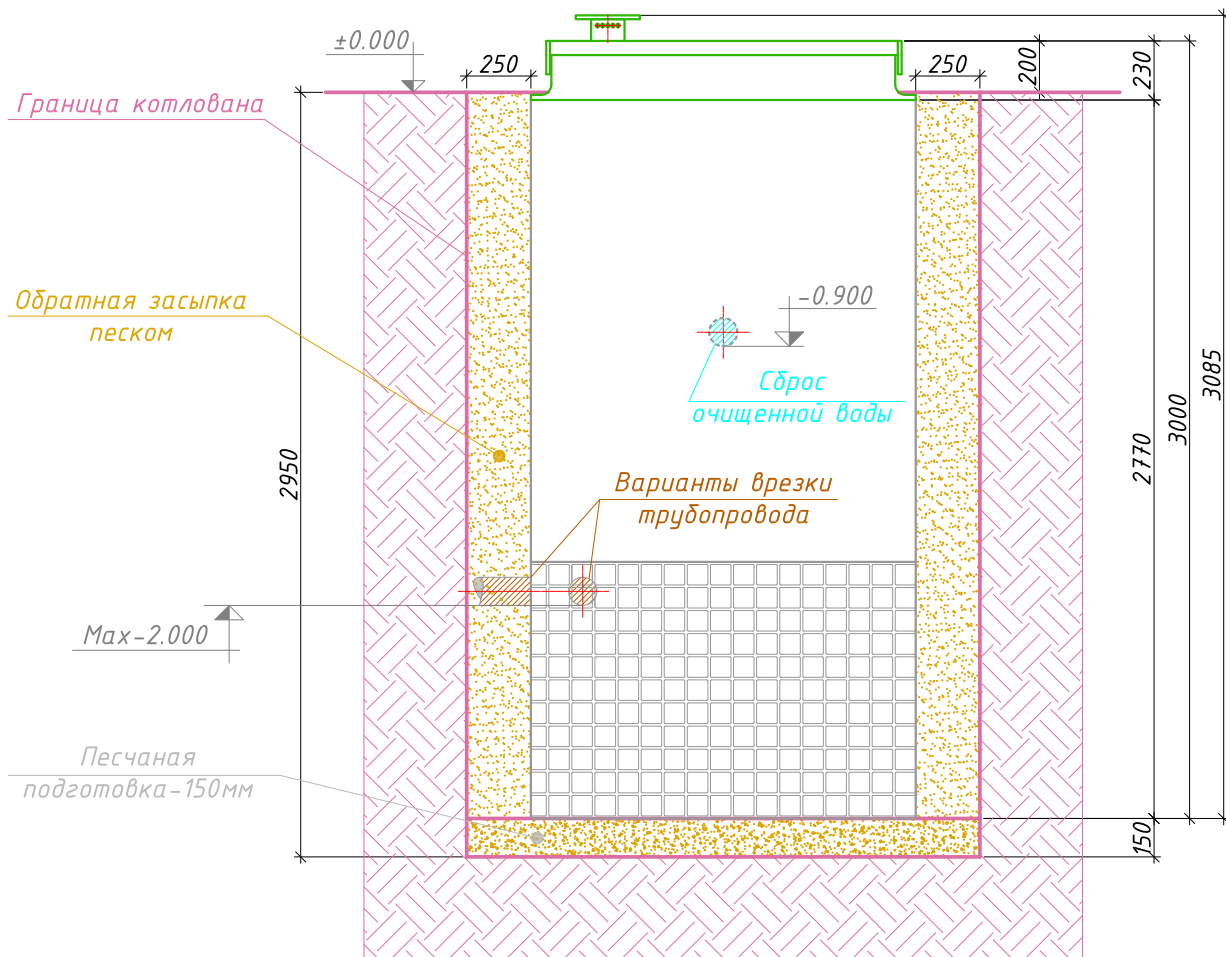 ±0.000
250
250
200
230
Граница котлована
Обратная засыпка
песком
-0.900
Сброс
очищенной воды
3085
3000
2770
2950
Варианты врезки
трубопровода
Max-2.000
Песчаная
подготовка-150мм
150